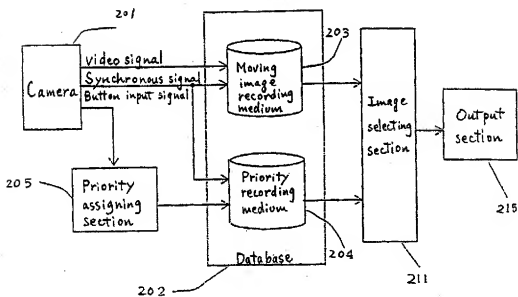 201
Camera
Video signal
Synchronous signal
Button input signal
203
Moving
image
recording
medium
Image
selecting
section
Output
section
215
205
Priority
assigning
section
Priority
recording
medium
204
Database
202
211